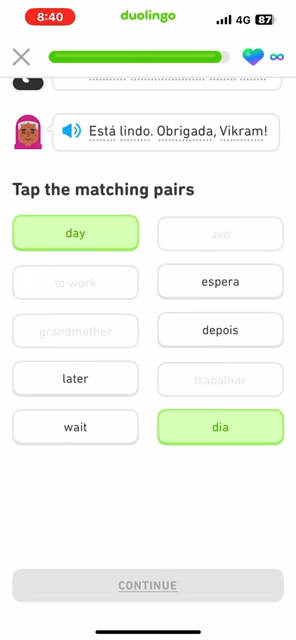 8:40
duolingo
4G 87
Está lindo. Obrigada, Vikram!
Tap the matching pairs
day
avó
to work
espera
grandmother
depois
later
trabalhar
wait
dia
CONTINUE